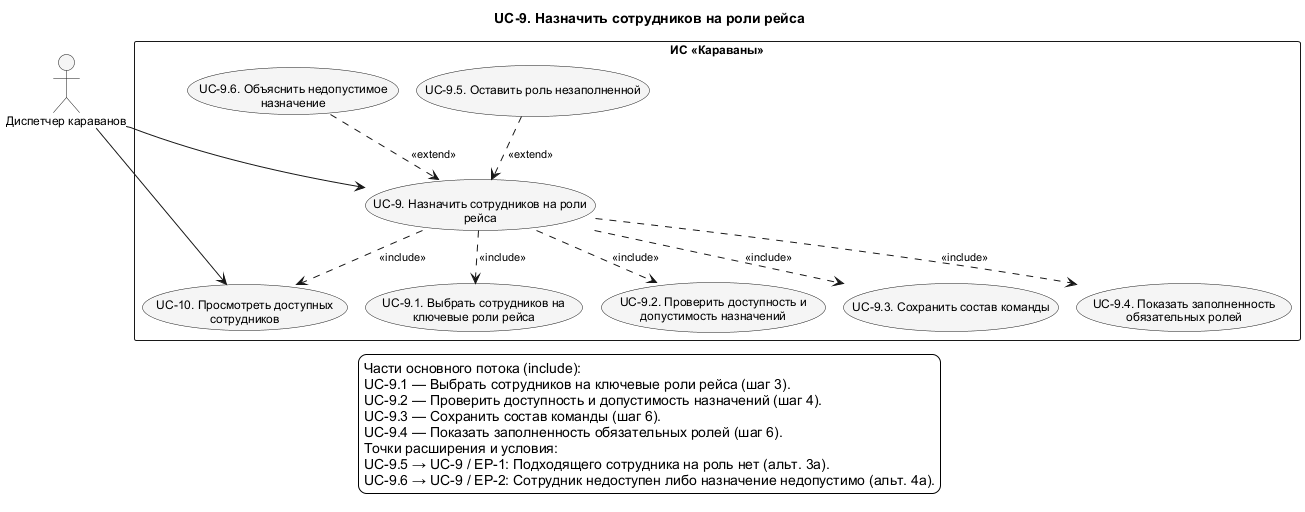 UC-9. Назначить сотрудников на роли рейса
ИС «Караваны»
Диспетчер караванов
UC-9.6. Объяснить недопустимое
назначение
UC-9.5. Оставить роль незаполненной
«extend»
«extend»
UC-9. Назначить сотрудников на роли
рейса
«include»
«include»
«include»
«include»
«include»
UC-10. Просмотреть доступных
сотрудников
UC-9.1. Выбрать сотрудников на
ключевые роли рейса
UC-9.2. Проверить доступность и
допустимость назначений
UC-9.3. Сохранить состав команды
UC-9.4. Показать заполненность
обязательных ролей
Части основного потока (include):
UC-9.1 — Выбрать сотрудников на ключевые роли рейса (шаг 3).
UC-9.2 — Проверить доступность и допустимость назначений (шаг 4).
UC-9.3 — Сохранить состав команды (шаг 6).
UC-9.4 — Показать заполненность обязательных ролей (шаг 6).
Точки расширения и условия:
UC-9.5 → UC-9 / EP-1: Подходящего сотрудника на роль нет (альт. 3а).
UC-9.6 → UC-9 / EP-2: Сотрудник недоступен либо назначение недопустимо (альт. 4а).